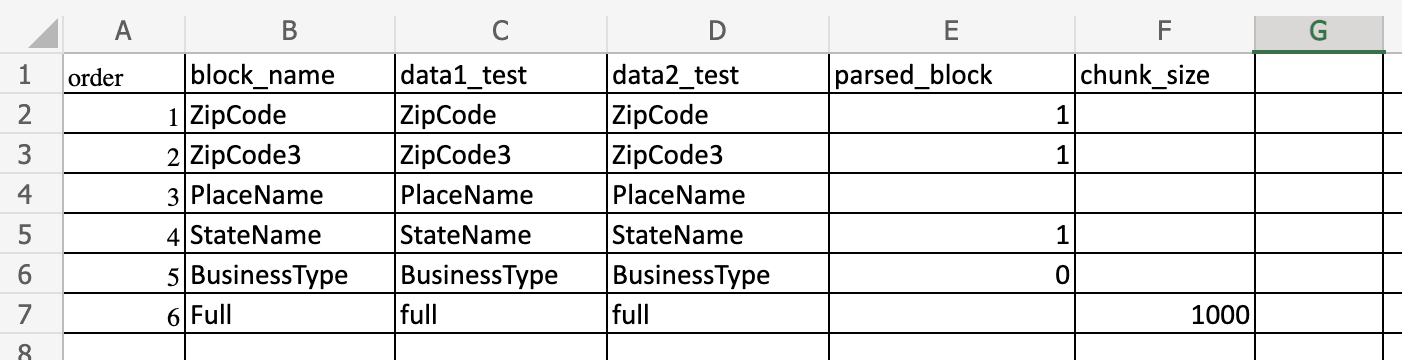 A B C D E F G
1 order block_name data1_test data2_test parsed_block chunk_size
2 1 ZipCode ZipCode ZipCode 1
3 2 ZipCode3 ZipCode3 ZipCode3 1
4 3 PlaceName PlaceName PlaceName
5 4 StateName StateName StateName 1
6 5 BusinessType BusinessType BusinessType 0
7 6 Full full full 1000
8